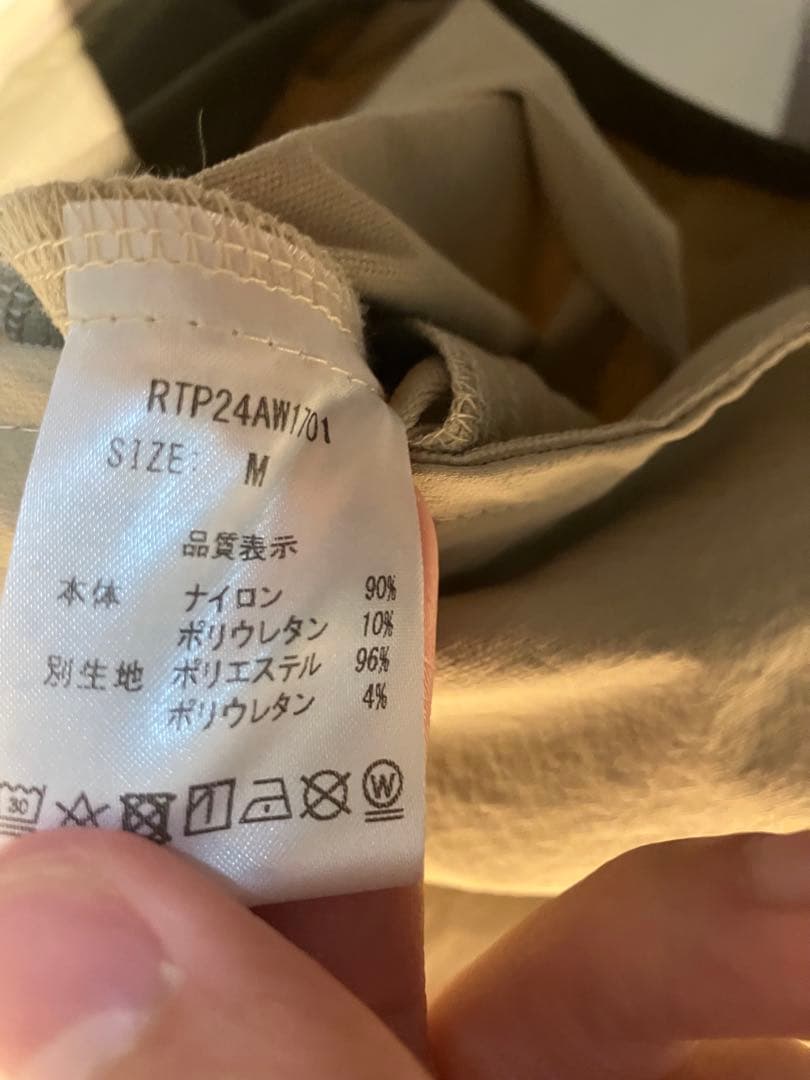 RTP24AW1701
SIZE: M
品質表示
本体 ナイロン 90%
ポリウレタン 10%
別生地 ポリエステル 96%
ポリウレタン 4%
30 W